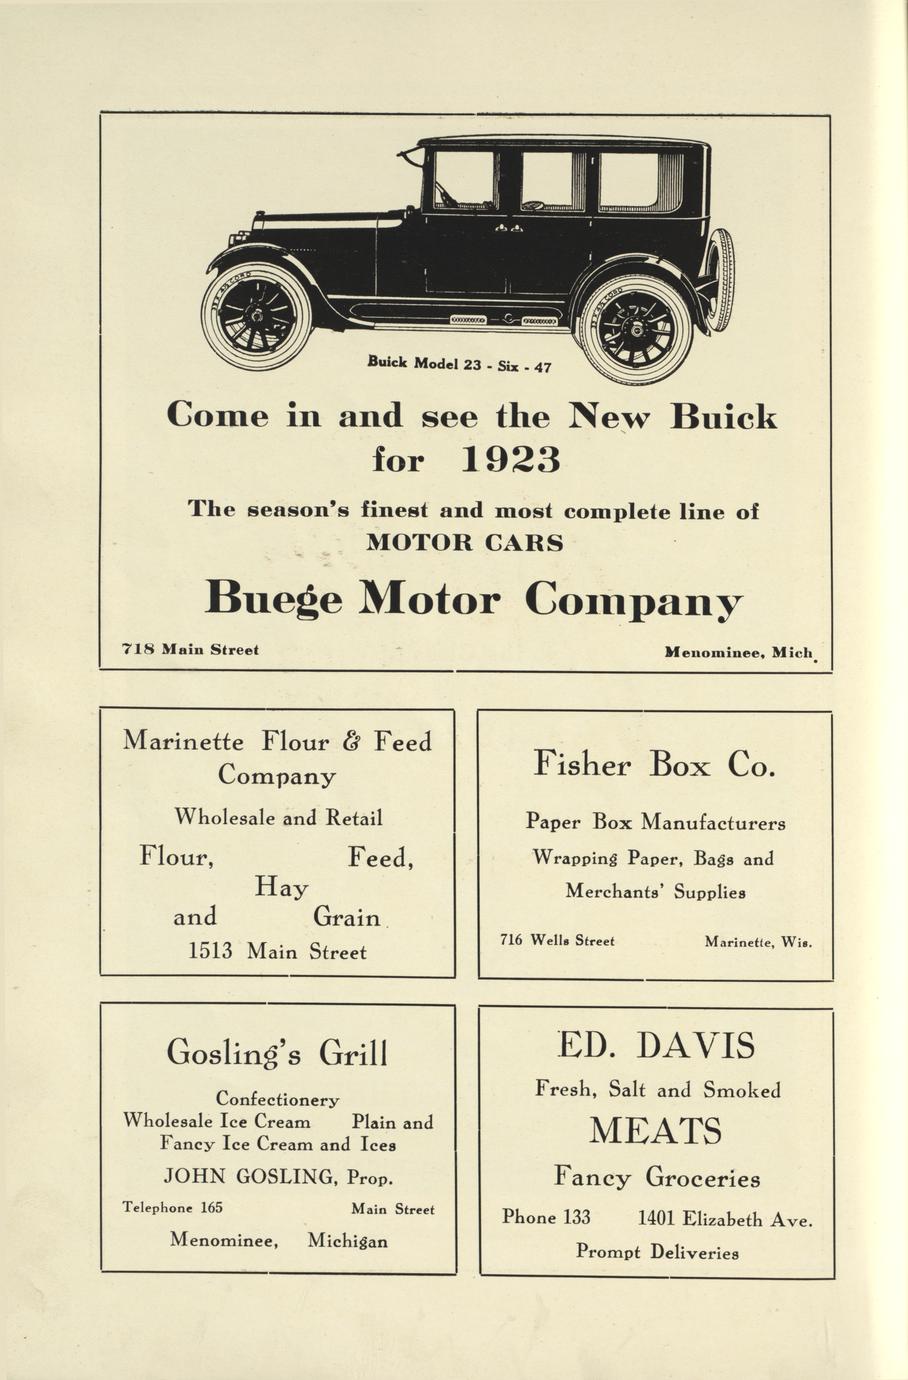 Buick Model 23 - Six - 47
Come in and see the New Buick
for 1923
The season's finest and most complete line of
MOTOR CARS
Buege Motor Company
718 Main Street Menominee, Mich.
Marinette Flour & Feed
Company
Wholesale and Retail
Flour, Feed,
Hay
and Grain
1513 Main Street
Fisher Box Co.
Paper Box Manufacturers
Wrapping Paper, Bags and
Merchants' Supplies
716 Wells Street Marinette, Wis.
Gosling's Grill
Confectionery
Wholesale Ice Cream Plain and
Fancy Ice Cream and Ices
JOHN GOSLING, Prop.
Telephone 165 Main Street
Menominee, Michigan
ED. DAVIS
Fresh, Salt and Smoked
MEATS
Fancy Groceries
Phone 133 1401 Elizabeth Ave.
Prompt Deliveries